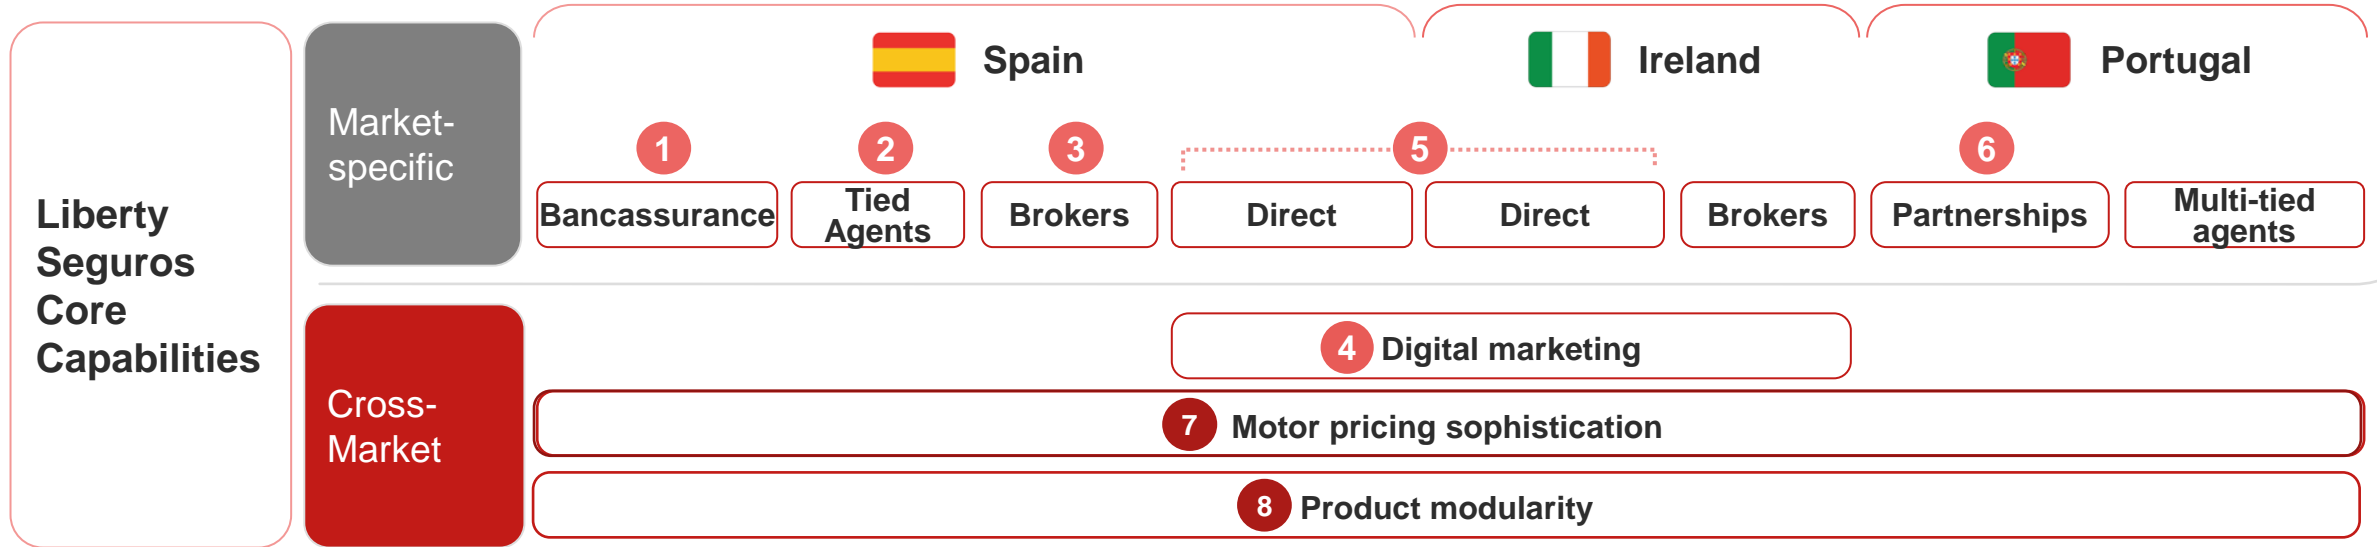 Liberty
Seguros
Core
Capabilities
Market-
specific
Spain
Ireland
Portugal
1
2
3
5
6
Bancassurance
Tied
Agents
Brokers
Direct
Direct
Brokers
Partnerships
Multi-tied
agents
Cross-
Market
4 Digital marketing
7 Motor pricing sophistication
8 Product modularity